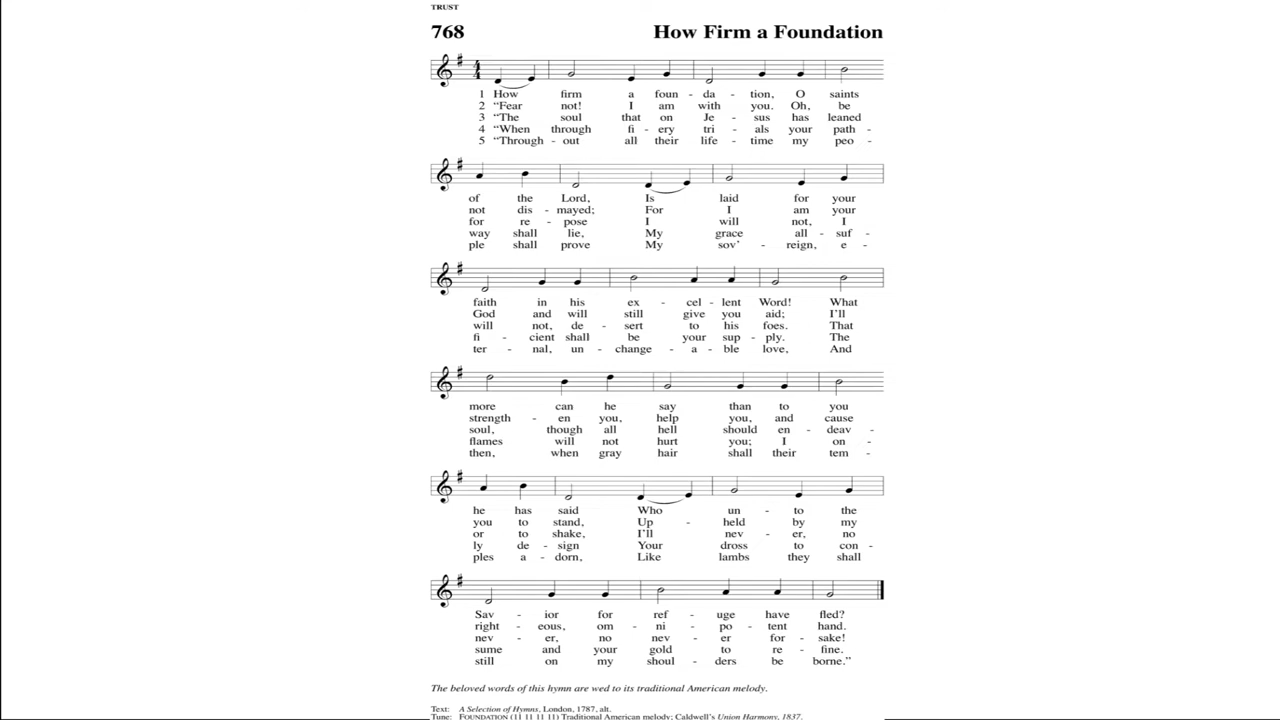 TRUST
768 How Firm a Foundation
1 How firm a foun - da - tion, O saints
2 “Fear not! I am with you. Oh, be
3 “The soul that on Je - sus has leaned
4 “When through fi - ery tri - als your path -
5 “Through - out all their life - time my peo -
of the Lord, Is laid for your
not dis - mayed; For I am your
for re - pose I will not, I
way shall lie, My grace all - suf -
ple shall prove My sov’ - reign, e -
faith in his ex - cel - lent Word! What
God and will still give you aid; I’ll
will not, de - sert to his foes. That
fi - cient shall be your sup - ply. The
ter - nal, un - change - a - ble love, And
more can he say than to you
strength - en you, help you, and cause
soul, though all hell should en - deav -
flames will not hurt you; I on -
then, when gray hair shall their tem -
he has said Who un - to the
you to stand, Up - held by my
or to shake, I’ll nev - er, no
ly de - sign Your dross to con -
ples a - dorn, Like lambs they shall
Sav - ior for ref - uge have fled?
right - eous, om - ni - po - tent hand.
nev - er, no nev - er for - sake!
sume and your gold to re - fine.
still on my shoul - ders be borne.”
The beloved words of this hymn are wed to its traditional American melody.
Text: A Selection of Hymns, London, 1787, alt.
Tune: FOUNDATION (11 11 11 11) Traditional American melody; Caldwell’s Union Harmony, 1837.